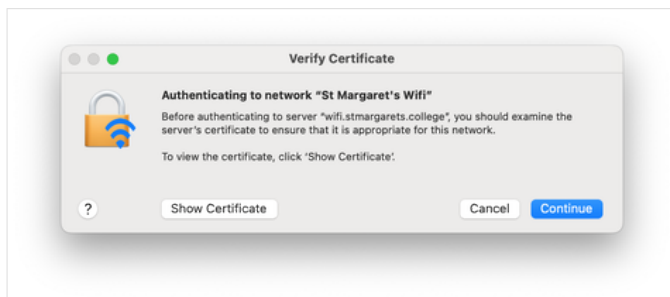 Verify Certificate
Authenticating to network “St Margaret's Wifi”
Before authenticating to server “wifi.stmargarets.college”, you should examine the
server's certificate to ensure that it is appropriate for this network.
To view the certificate, click ‘Show Certificate’.
?
Show Certificate
Cancel
Continue